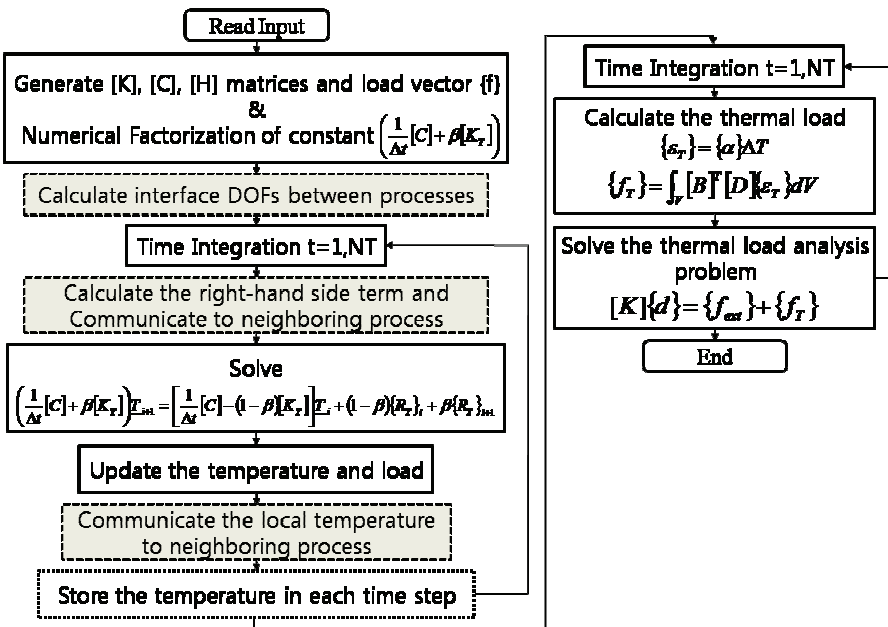 Read Input
Generate [K], [C], [H] matrices and load vector {f}
&
Numerical Factorization of constant (1/Δt [C]+β[K_T])
Calculate interface DOFs between processes
Time Integration t=1,NT
Calculate the right-hand side term and
Communicate to neighboring process
Solve
(1/Δt [C]+β[K_T])T_{i+1}=[1/Δt [C]-(1-β)[K_T]]T_i+(1-β){R_T}_i+β{R_T}_{i+1}
Update the temperature and load
Communicate the local temperature
to neighboring process
Store the temperature in each time step
Time Integration t=1,NT
Calculate the thermal load
{ε_T}={α}ΔT
{f_T}=∫_V [B]^T[D]{ε_T}dV
Solve the thermal load analysis
problem
[K]{d}={f_ext}+{f_T}
End